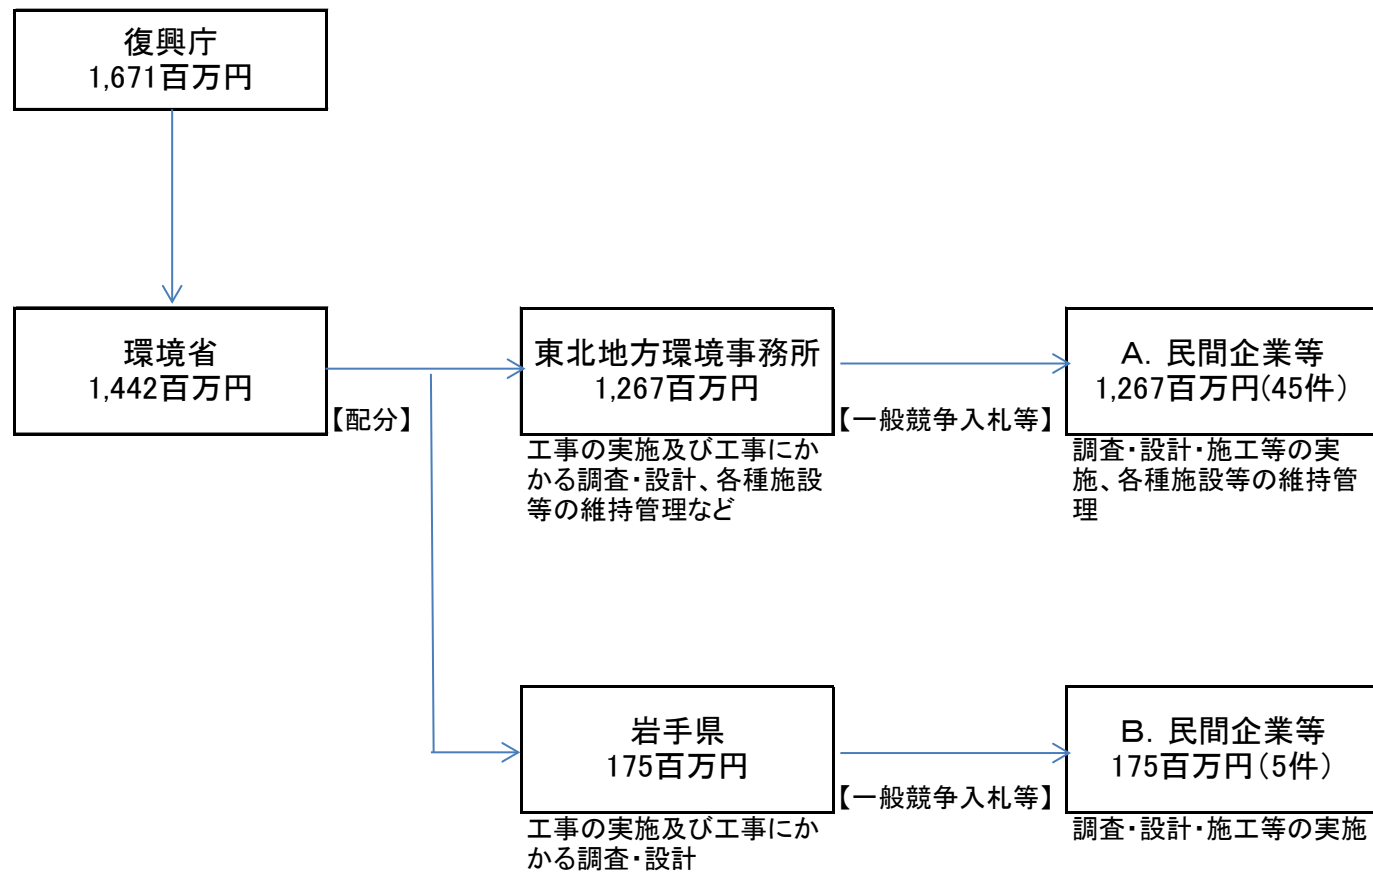 復興庁
1,671百万円
環境省
1,442百万円
【配分】
東北地方環境事務所
1,267百万円
工事の実施及び工事にか
かる調査・設計、各種施設
等の維持管理など
【一般競争入札等】
A．民間企業等
1,267百万円(45件)
調査・設計・施工等の実
施、各種施設等の維持管
理
岩手県
175百万円
工事の実施及び工事にか
かる調査・設計
【一般競争入札等】
B．民間企業等
175百万円(5件)
調査・設計・施工等の実施